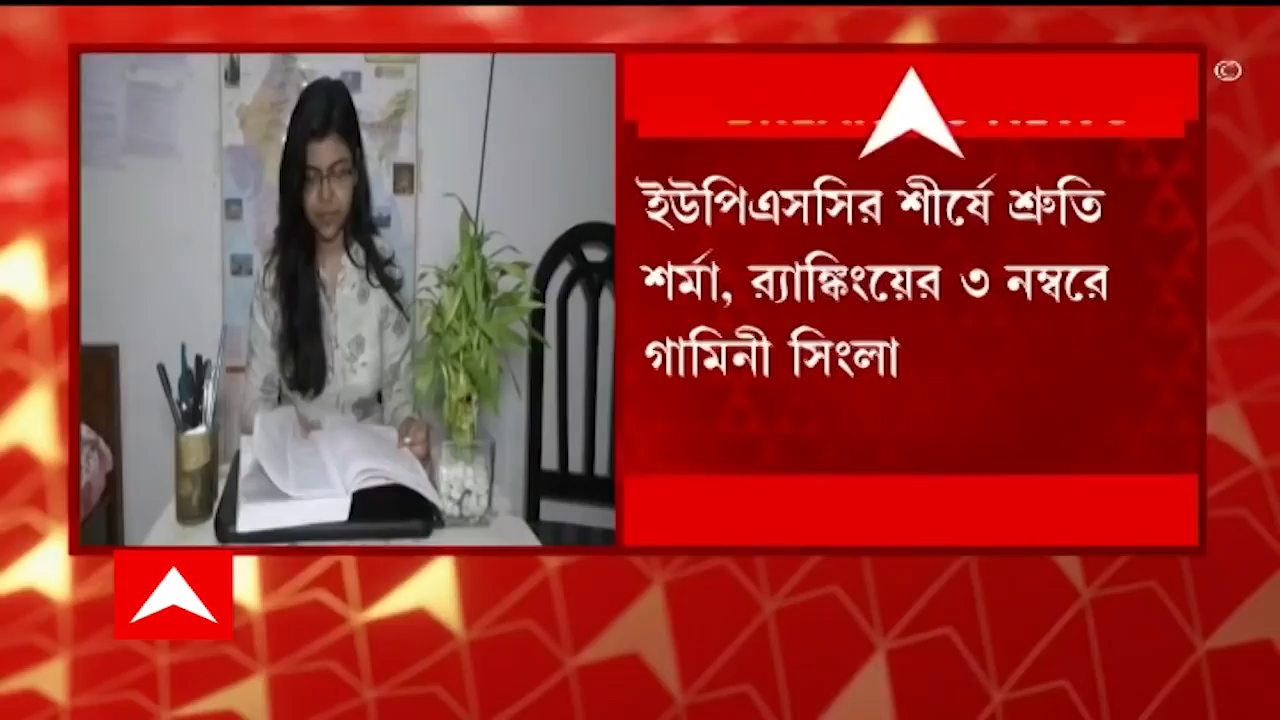 ইউপিএসসির শীর্ষে শ্রুতি
শর্মা, র‍্যাঙ্কিংয়ের ৩ নম্বরে
গামিনী সিংলা